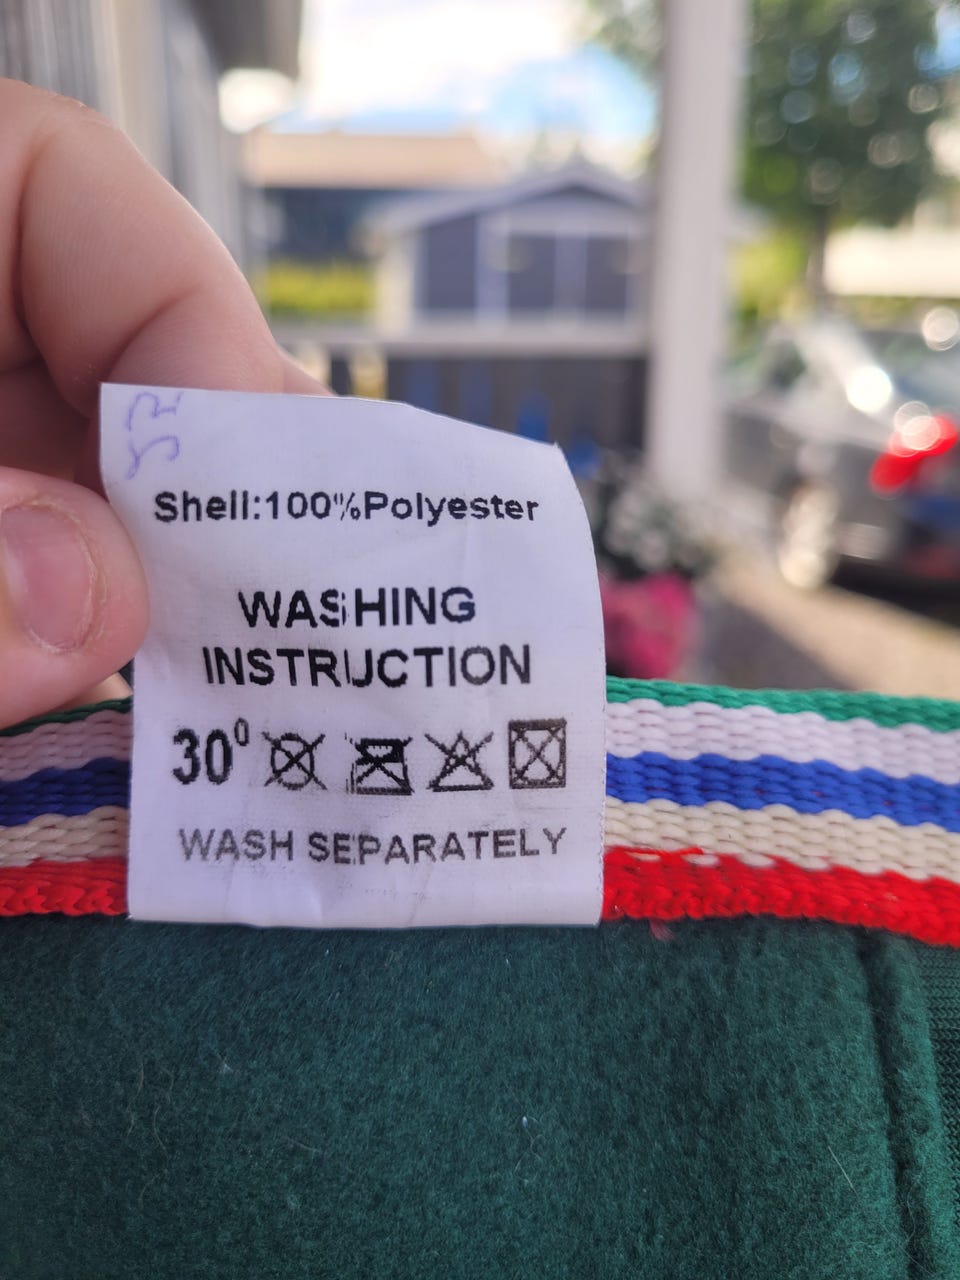 Shell:100%Polyester
WASHING
INSTRUCTION
30⁰
WASH SEPARATELY